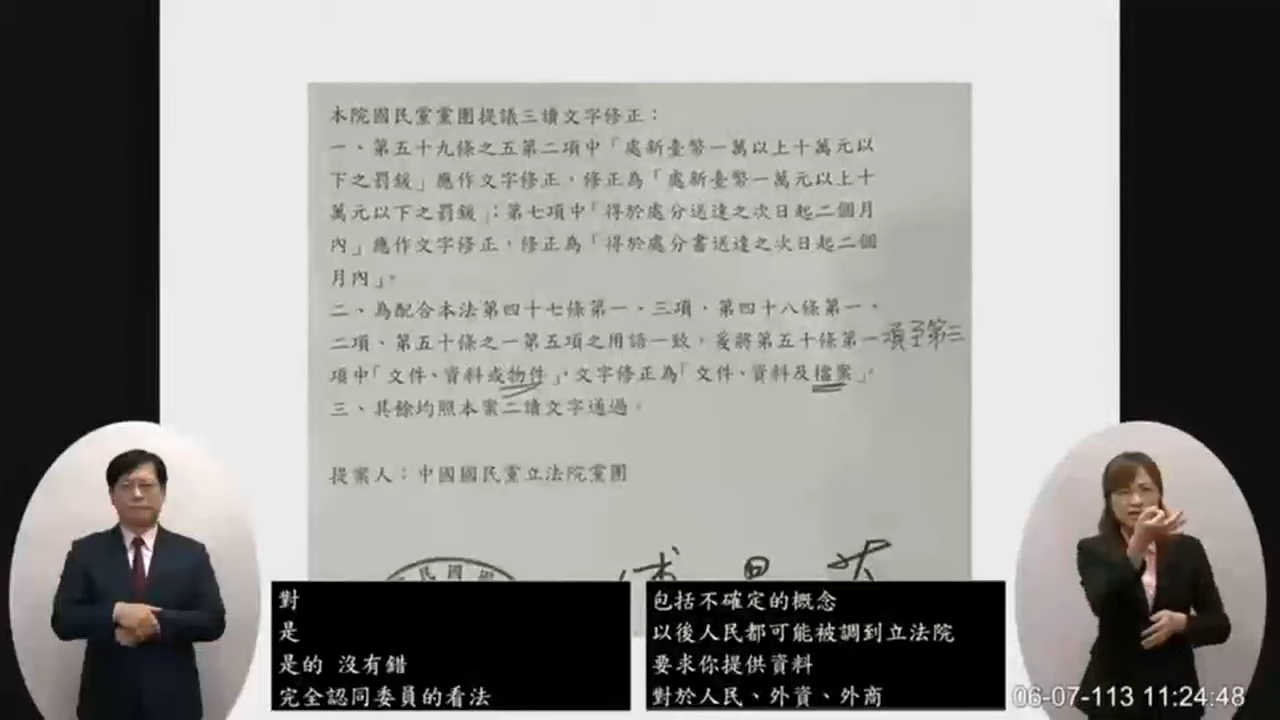 本院國民黨黨團提議三讀文字修正：
一、第五十九條之五第二項中「處新臺幣一萬以上十萬元以
下之罰鍰」應作文字修正，修正為「處新臺幣一萬元以上十
萬元以下之罰鍰」；第七項中「得於處分送達之次日起二個月
內」應作文字修正，修正為「得於處分書送達之次日起二個
月內」。
二、為配合本法第四十七條第一、三項，第四十八條第一、
二項、第五十條之一第五項之用語一致，爰將第五十條第一項至第三
項中「文件、資料或物件」，文字修正為「文件、資料及檔案」。
三、其餘均照本案二讀文字通過。
提案人：中國國民黨立法院黨團
民國
對
是
是的 沒有錯
完全認同委員的看法
包括不確定的概念
以後人民都可能被調到立法院
要求你提供資料
對於人民、外資、外商
06-07-113 11:24:48